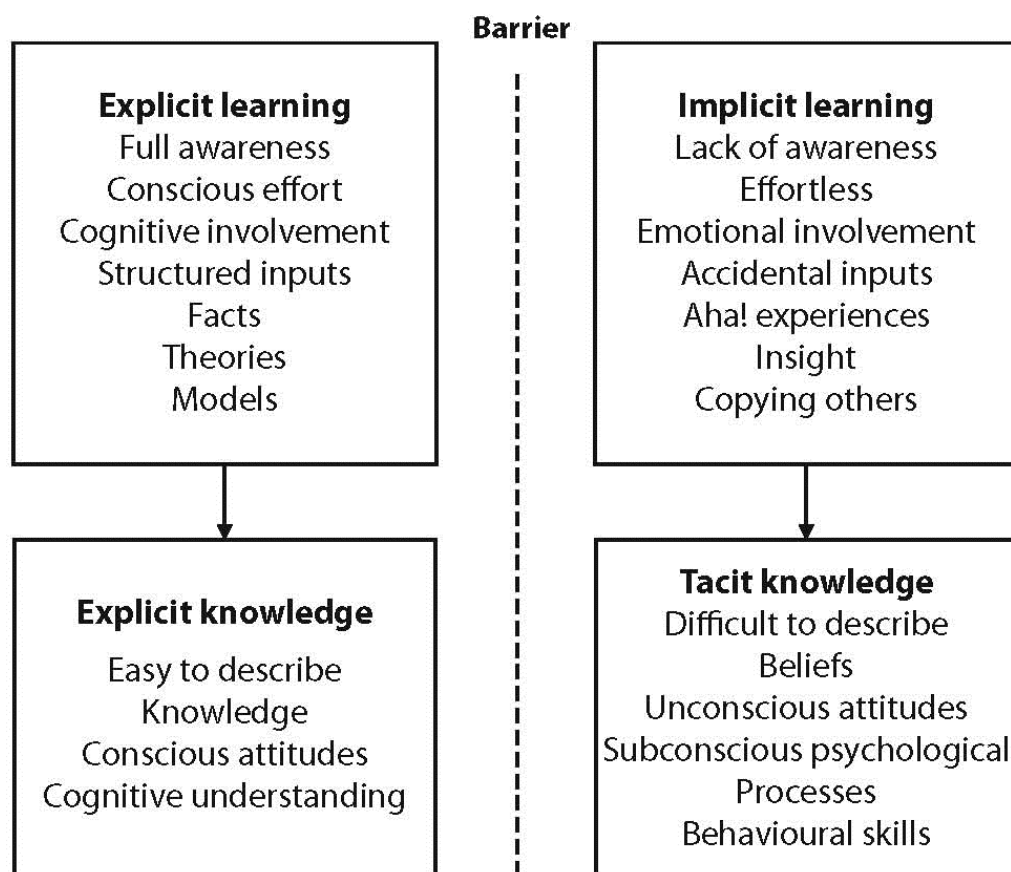 Barrier
Explicit learning
Full awareness
Conscious effort
Cognitive involvement
Structured inputs
Facts
Theories
Models
Implicit learning
Lack of awareness
Effortless
Emotional involvement
Accidental inputs
Aha! experiences
Insight
Copying others
Explicit knowledge
Easy to describe
Knowledge
Conscious attitudes
Cognitive understanding
Tacit knowledge
Difficult to describe
Beliefs
Unconscious attitudes
Subconscious psychological
Processes
Behavioural skills